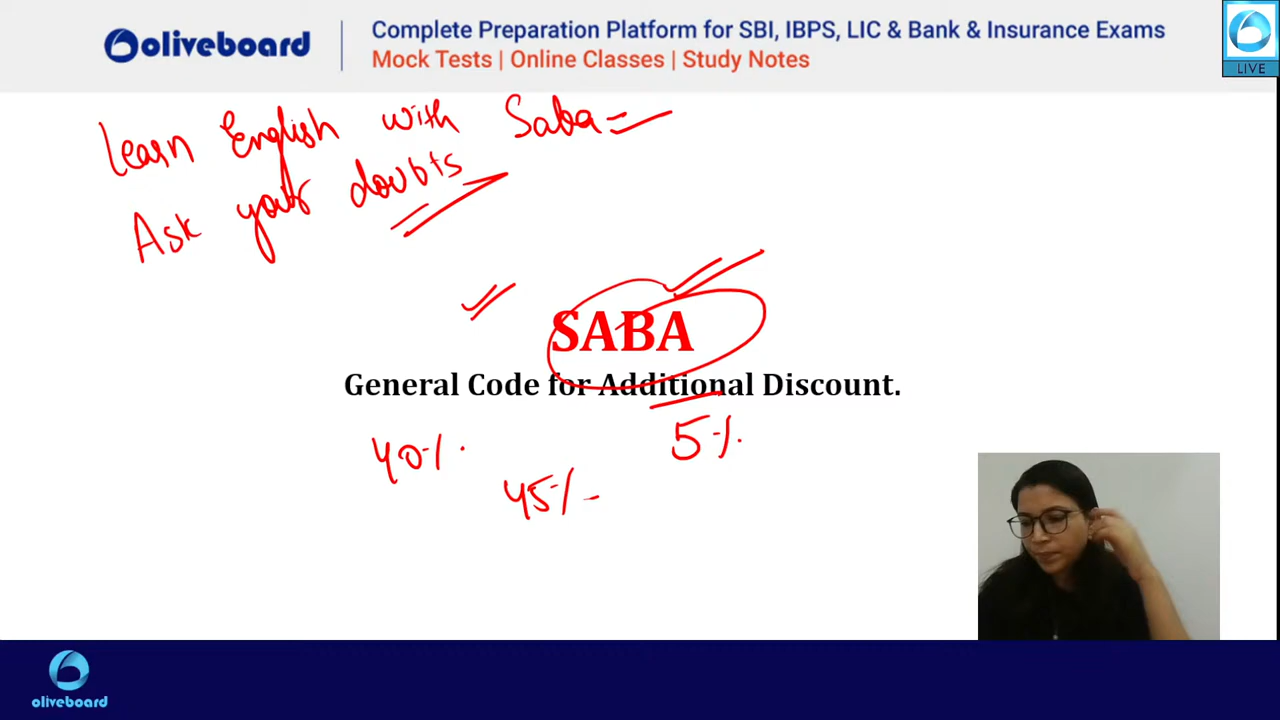 oliveboard
Complete Preparation Platform for SBI, IBPS, LIC & Bank & Insurance Exams
Mock Tests | Online Classes | Study Notes
LIVE
Learn English with Saba
Ask your doubts
SABA
General Code for Additional Discount.
40%
5%
45%
oliveboard